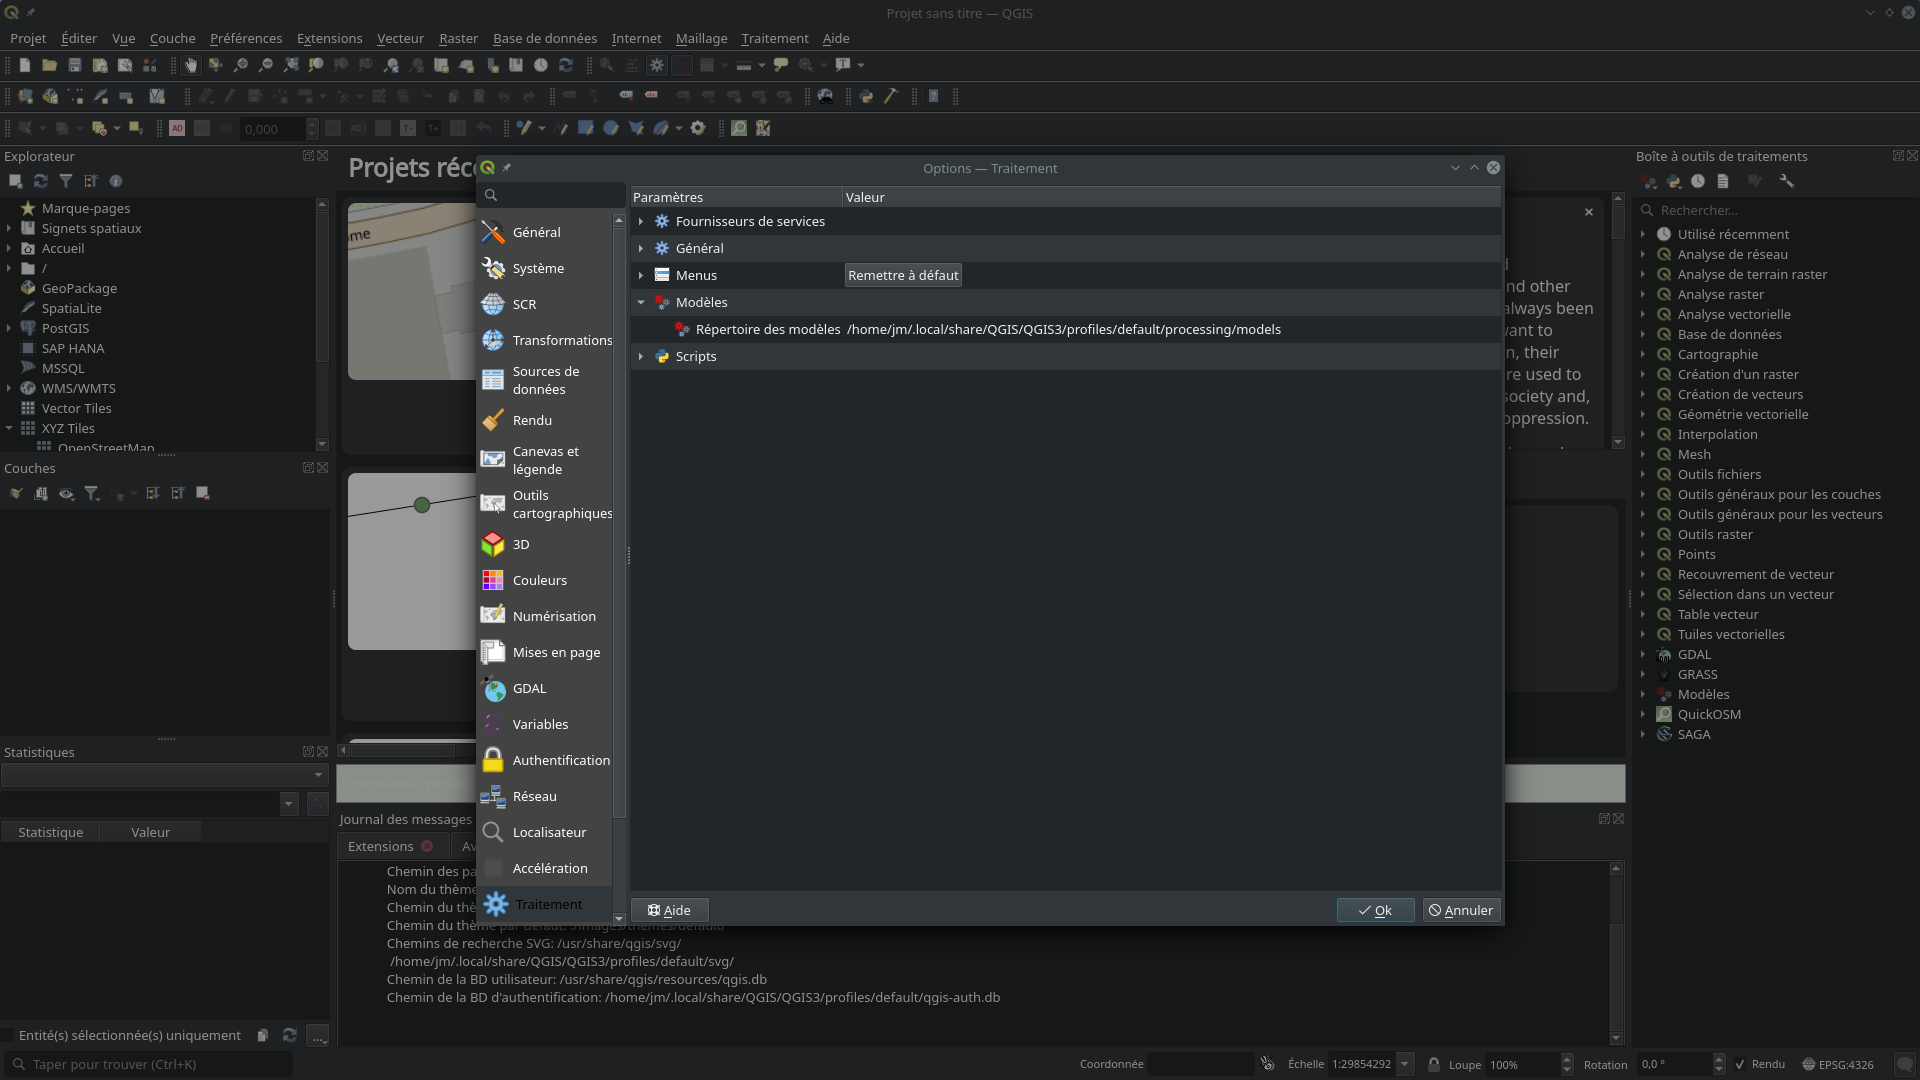 Projet sans titre — QGIS
Projet Éditer Vue Couche Préférences Extensions Vecteur Raster Base de données Internet Maillage Traitement Aide
0,000
Explorateur
Marque-pages
Signets spatiaux
Accueil
/
GeoPackage
SpatiaLite
PostGIS
SAP HANA
MSSQL
WMS/WMTS
Vector Tiles
XYZ Tiles
OpenStreetMap
Couches
Statistiques
Statistique Valeur
Entité(s) sélectionnée(s) uniquement
...
Taper pour trouver (Ctrl+K)
Projets réc
ome
Options — Traitement
Général
Système
SCR
Transformations
Sources de
données
Rendu
Canevas et
légende
Outils
cartographiques
3D
Couleurs
Numérisation
Mises en page
GDAL
Variables
Authentification
Réseau
Localisateur
Accélération
Traitement
Paramètres Valeur
Fournisseurs de services
Général
Menus Remettre à défaut
Modèles
Répertoire des modèles /home/jm/.local/share/QGIS/QGIS3/profiles/default/processing/models
Scripts
Aide
Ok
Annuler
nd other
always been
vant to
n, their
re used to
society and,
oppression.
Journal des messages
Extensions Av
Chemin des pa
Nom du thème
Chemin du thè
Chemin du thème par défaut: :/images/themes/default/
Chemins de recherche SVG: /usr/share/qgis/svg/
/home/jm/.local/share/QGIS/QGIS3/profiles/default/svg/
Chemin de la BD utilisateur: /usr/share/qgis/resources/qgis.db
Chemin de la BD d'authentification: /home/jm/.local/share/QGIS/QGIS3/profiles/default/qgis-auth.db
Boîte à outils de traitements
Rechercher...
Utilisé récemment
Analyse de réseau
Analyse de terrain raster
Analyse raster
Analyse vectorielle
Base de données
Cartographie
Création d'un raster
Création de vecteurs
Géométrie vectorielle
Interpolation
Mesh
Outils fichiers
Outils généraux pour les couches
Outils généraux pour les vecteurs
Outils raster
Points
Recouvrement de vecteur
Sélection dans un vecteur
Table vecteur
Tuiles vectorielles
GDAL
GRASS
Modèles
QuickOSM
SAGA
Coordonnée Échelle 1:29854292 Loupe 100% Rotation 0,0 ° Rendu EPSG:4326